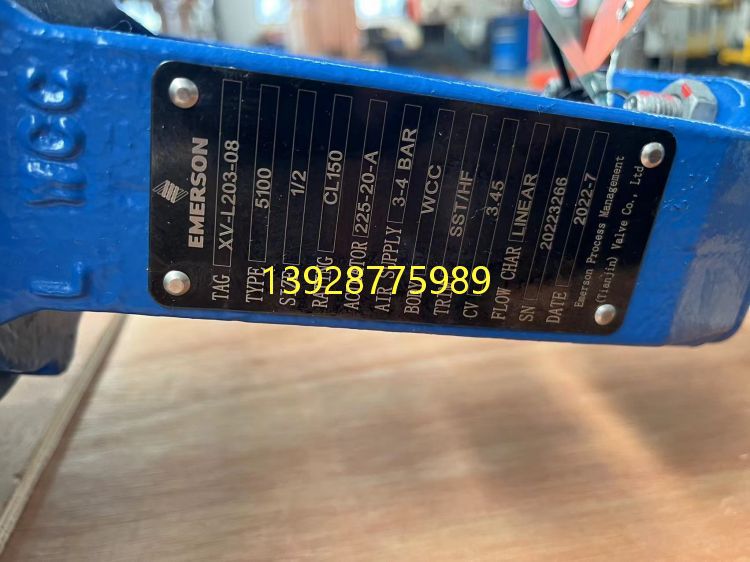 WCC
L
EMERSON
TAG XV-L203-08
TYPE 5100
SIZE 1/2
RATING CL150
ACTUTOR 225-20-A
AIR SUPPLY 3-4 BAR
BODY WCC
TRIM SST/HF
CV 3.45
FLOW CHAR LINEAR
SN 20223266
DATE 2022-7
Emerson Process Management
(Tianjin) Valve Co., Ltd
13928775989